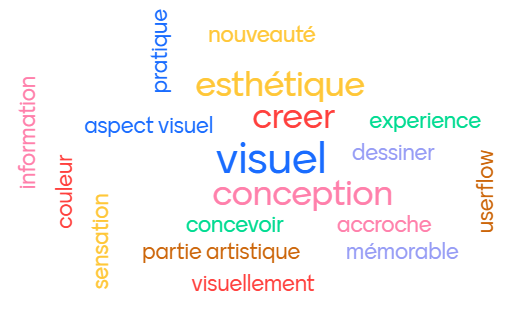 pratique
nouveauté
information
esthétique
creer
aspect visuel
experience
visuel
dessiner
couleur
userflow
conception
sensation
concevoir
accroche
partie artistique
mémorable
visuellement